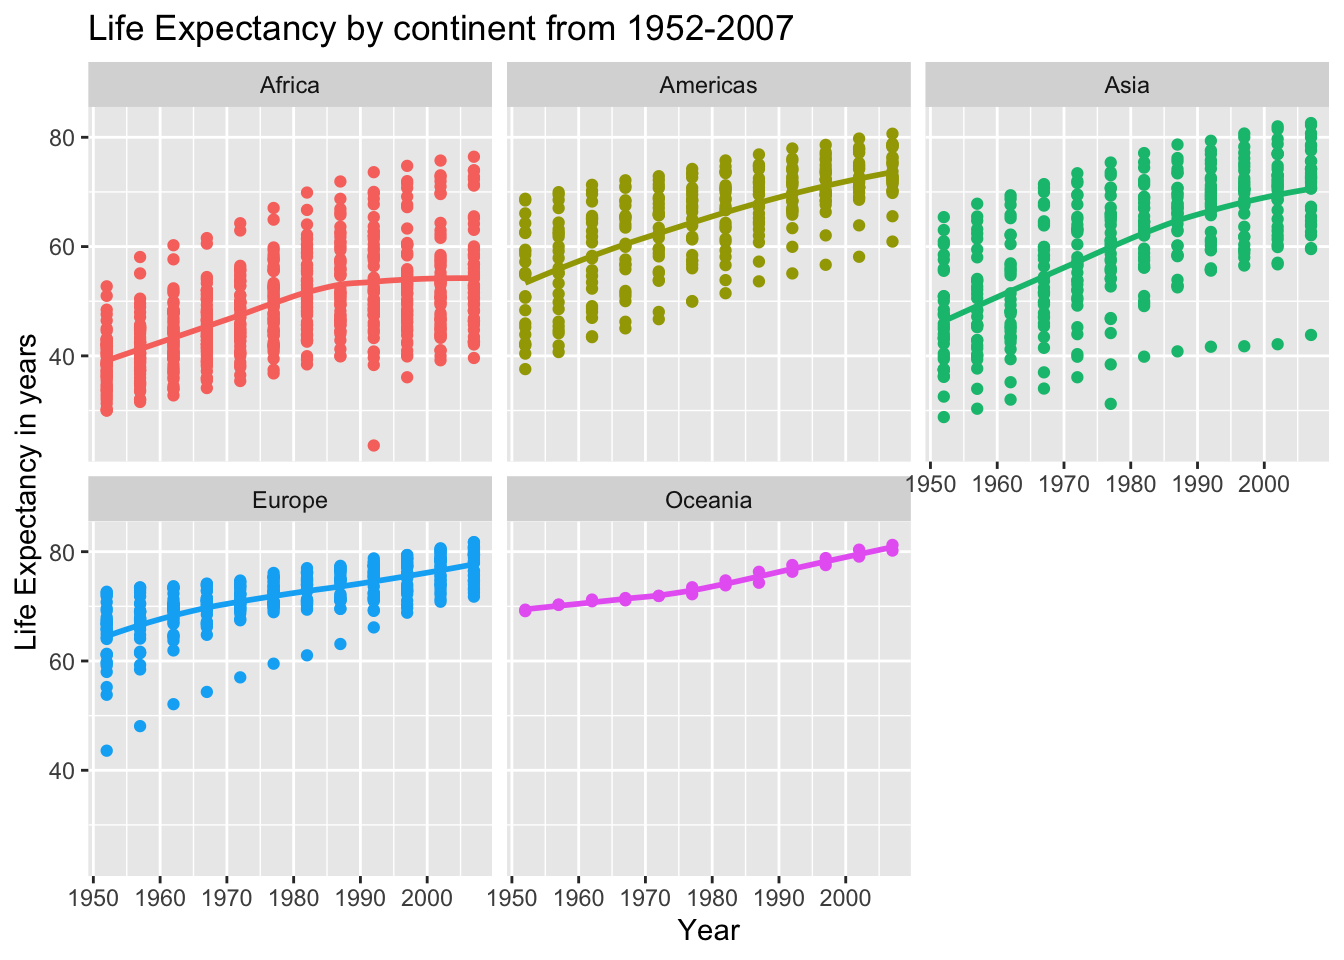 Life Expectancy by continent from 1952-2007
Africa
Americas
Asia
80
60
40
1950 1960 1970 1980 1990 2000
Europe
Oceania
80
60
40
1950 1960 1970 1980 1990 2000
1950 1960 1970 1980 1990 2000
Life Expectancy in years
Year